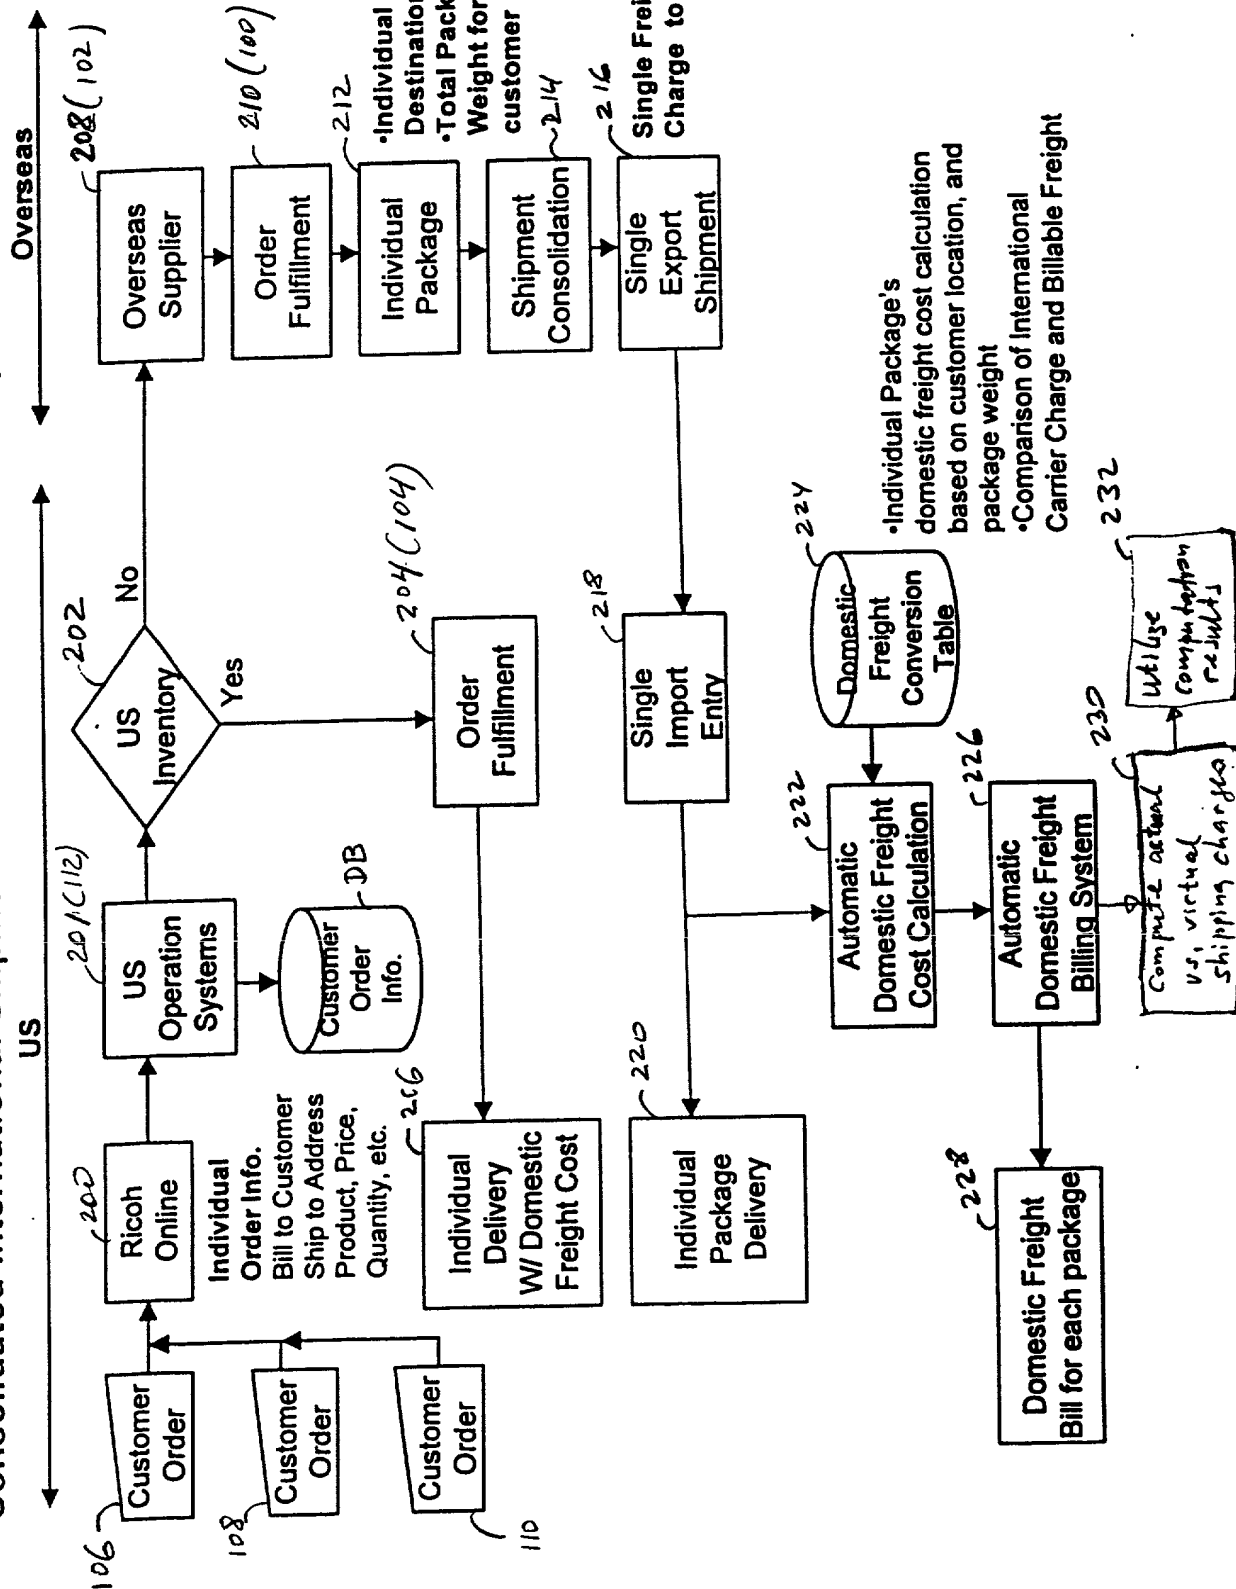 US
Overseas
106
Customer
Order
108
Customer
Order
110
Customer
Order
200
Ricoh
Online
Individual
Order Info.
Bill to Customer
Ship to Address
Product, Price,
Quantity, etc.
201(112)
US
Operation
Systems
DB
Customer
Order
Info.
202
US
Inventory
No
Yes
204(104)
Order
Fulfillment
206
Individual
Delivery
W/ Domestic
Freight Cost
208(102)
Overseas
Supplier
210(100)
Order
Fulfillment
212
Individual
Package
•Individual
Destination
•Total Pack
Weight for
customer
214
Shipment
Consolidation
216
Single
Export
Shipment
Single Frei
Charge to
218
Single
Import
Entry
220
Individual
Package
Delivery
222
Automatic
Domestic Freight
Cost Calculation
224
Domestic
Freight
Conversion
Table
•Individual Package's
domestic freight cost calculation
based on customer location, and
package weight
•Comparison of International
Carrier Charge and Billable Freight
226
Automatic
Domestic Freight
Billing System
228
Domestic Freight
Bill for each package
230
Compute actual
vs. virtual
shipping charges
232
Utilize
computation
results